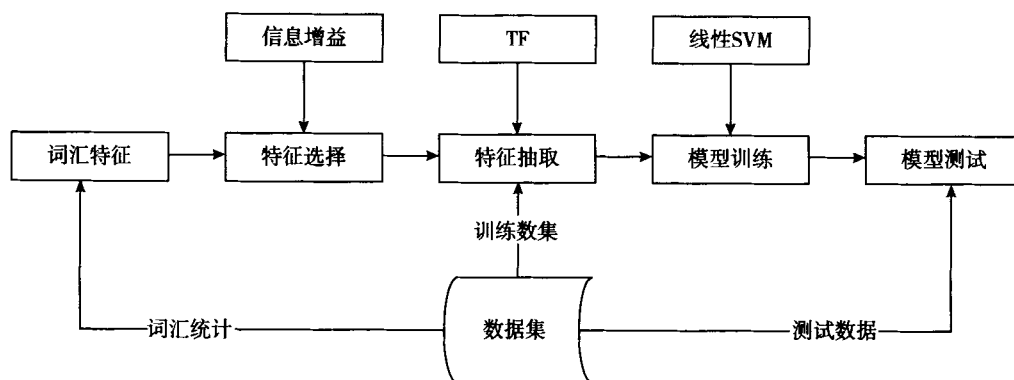 信息增益
TF
线性SVM
词汇特征
特征选择
特征抽取
模型训练
模型测试
训练数集
词汇统计
数据集
测试数据